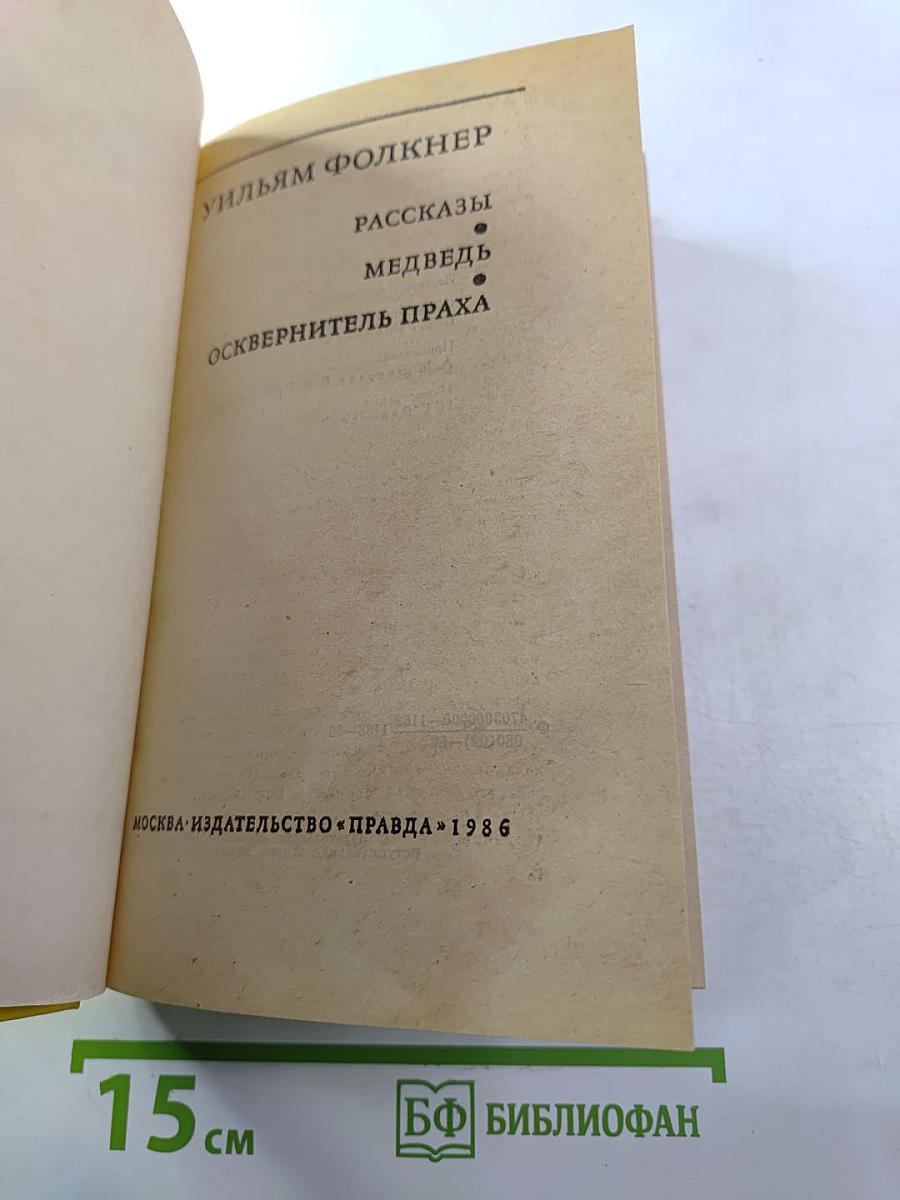 УИЛЬЯМ ФОЛКНЕР
РАССКАЗЫ
•
МЕДВЕДЬ
•
ОСКВЕРНИТЕЛЬ ПРАХА
МОСКВА·ИЗДАТЕЛЬСТВО «ПРАВДА» 1986
15 см
БФ БИБЛИОФАН